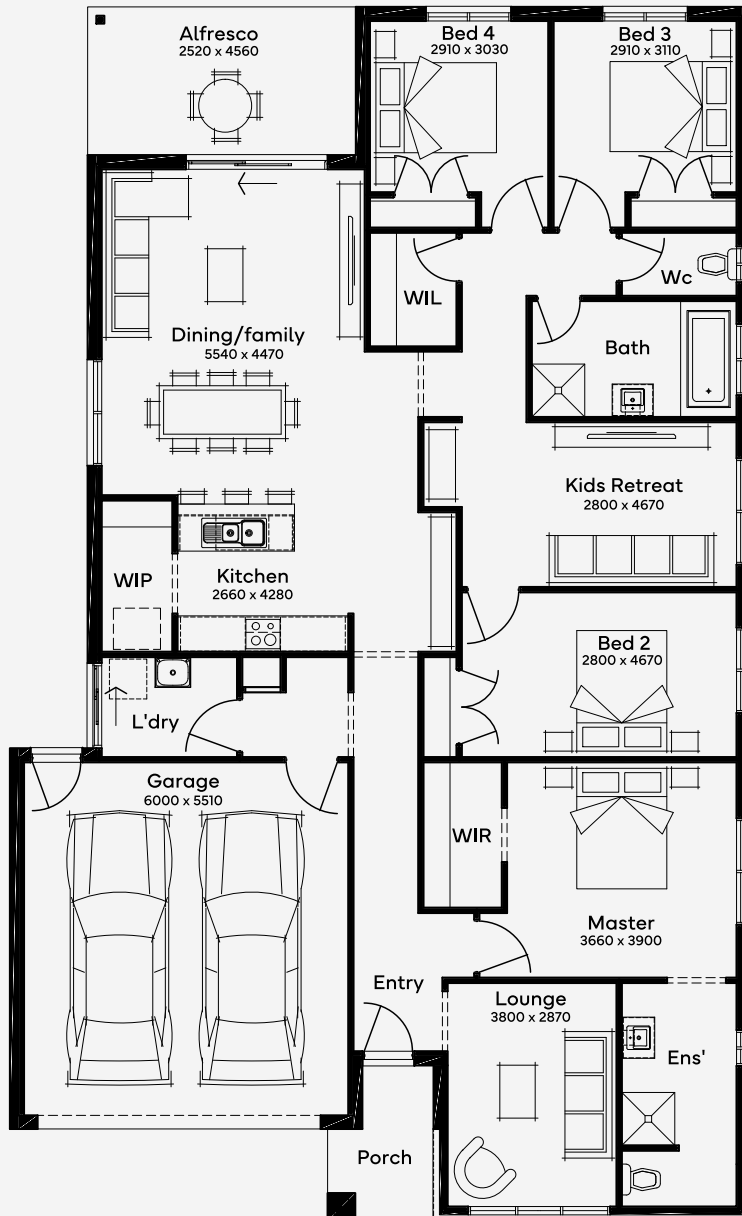 Alfresco
2520 x 4560
Bed 4
2910 x 3030
Bed 3
2910 x 3110
WIL
Wc
Dining/family
5540 x 4470
Bath
Kids Retreat
2800 x 4670
WIP
Kitchen
2660 x 4280
Bed 2
2800 x 4670
L'dry
Garage
6000 x 5510
WIR
Master
3660 x 3900
Entry
Lounge
3800 x 2870
Ens'
Porch